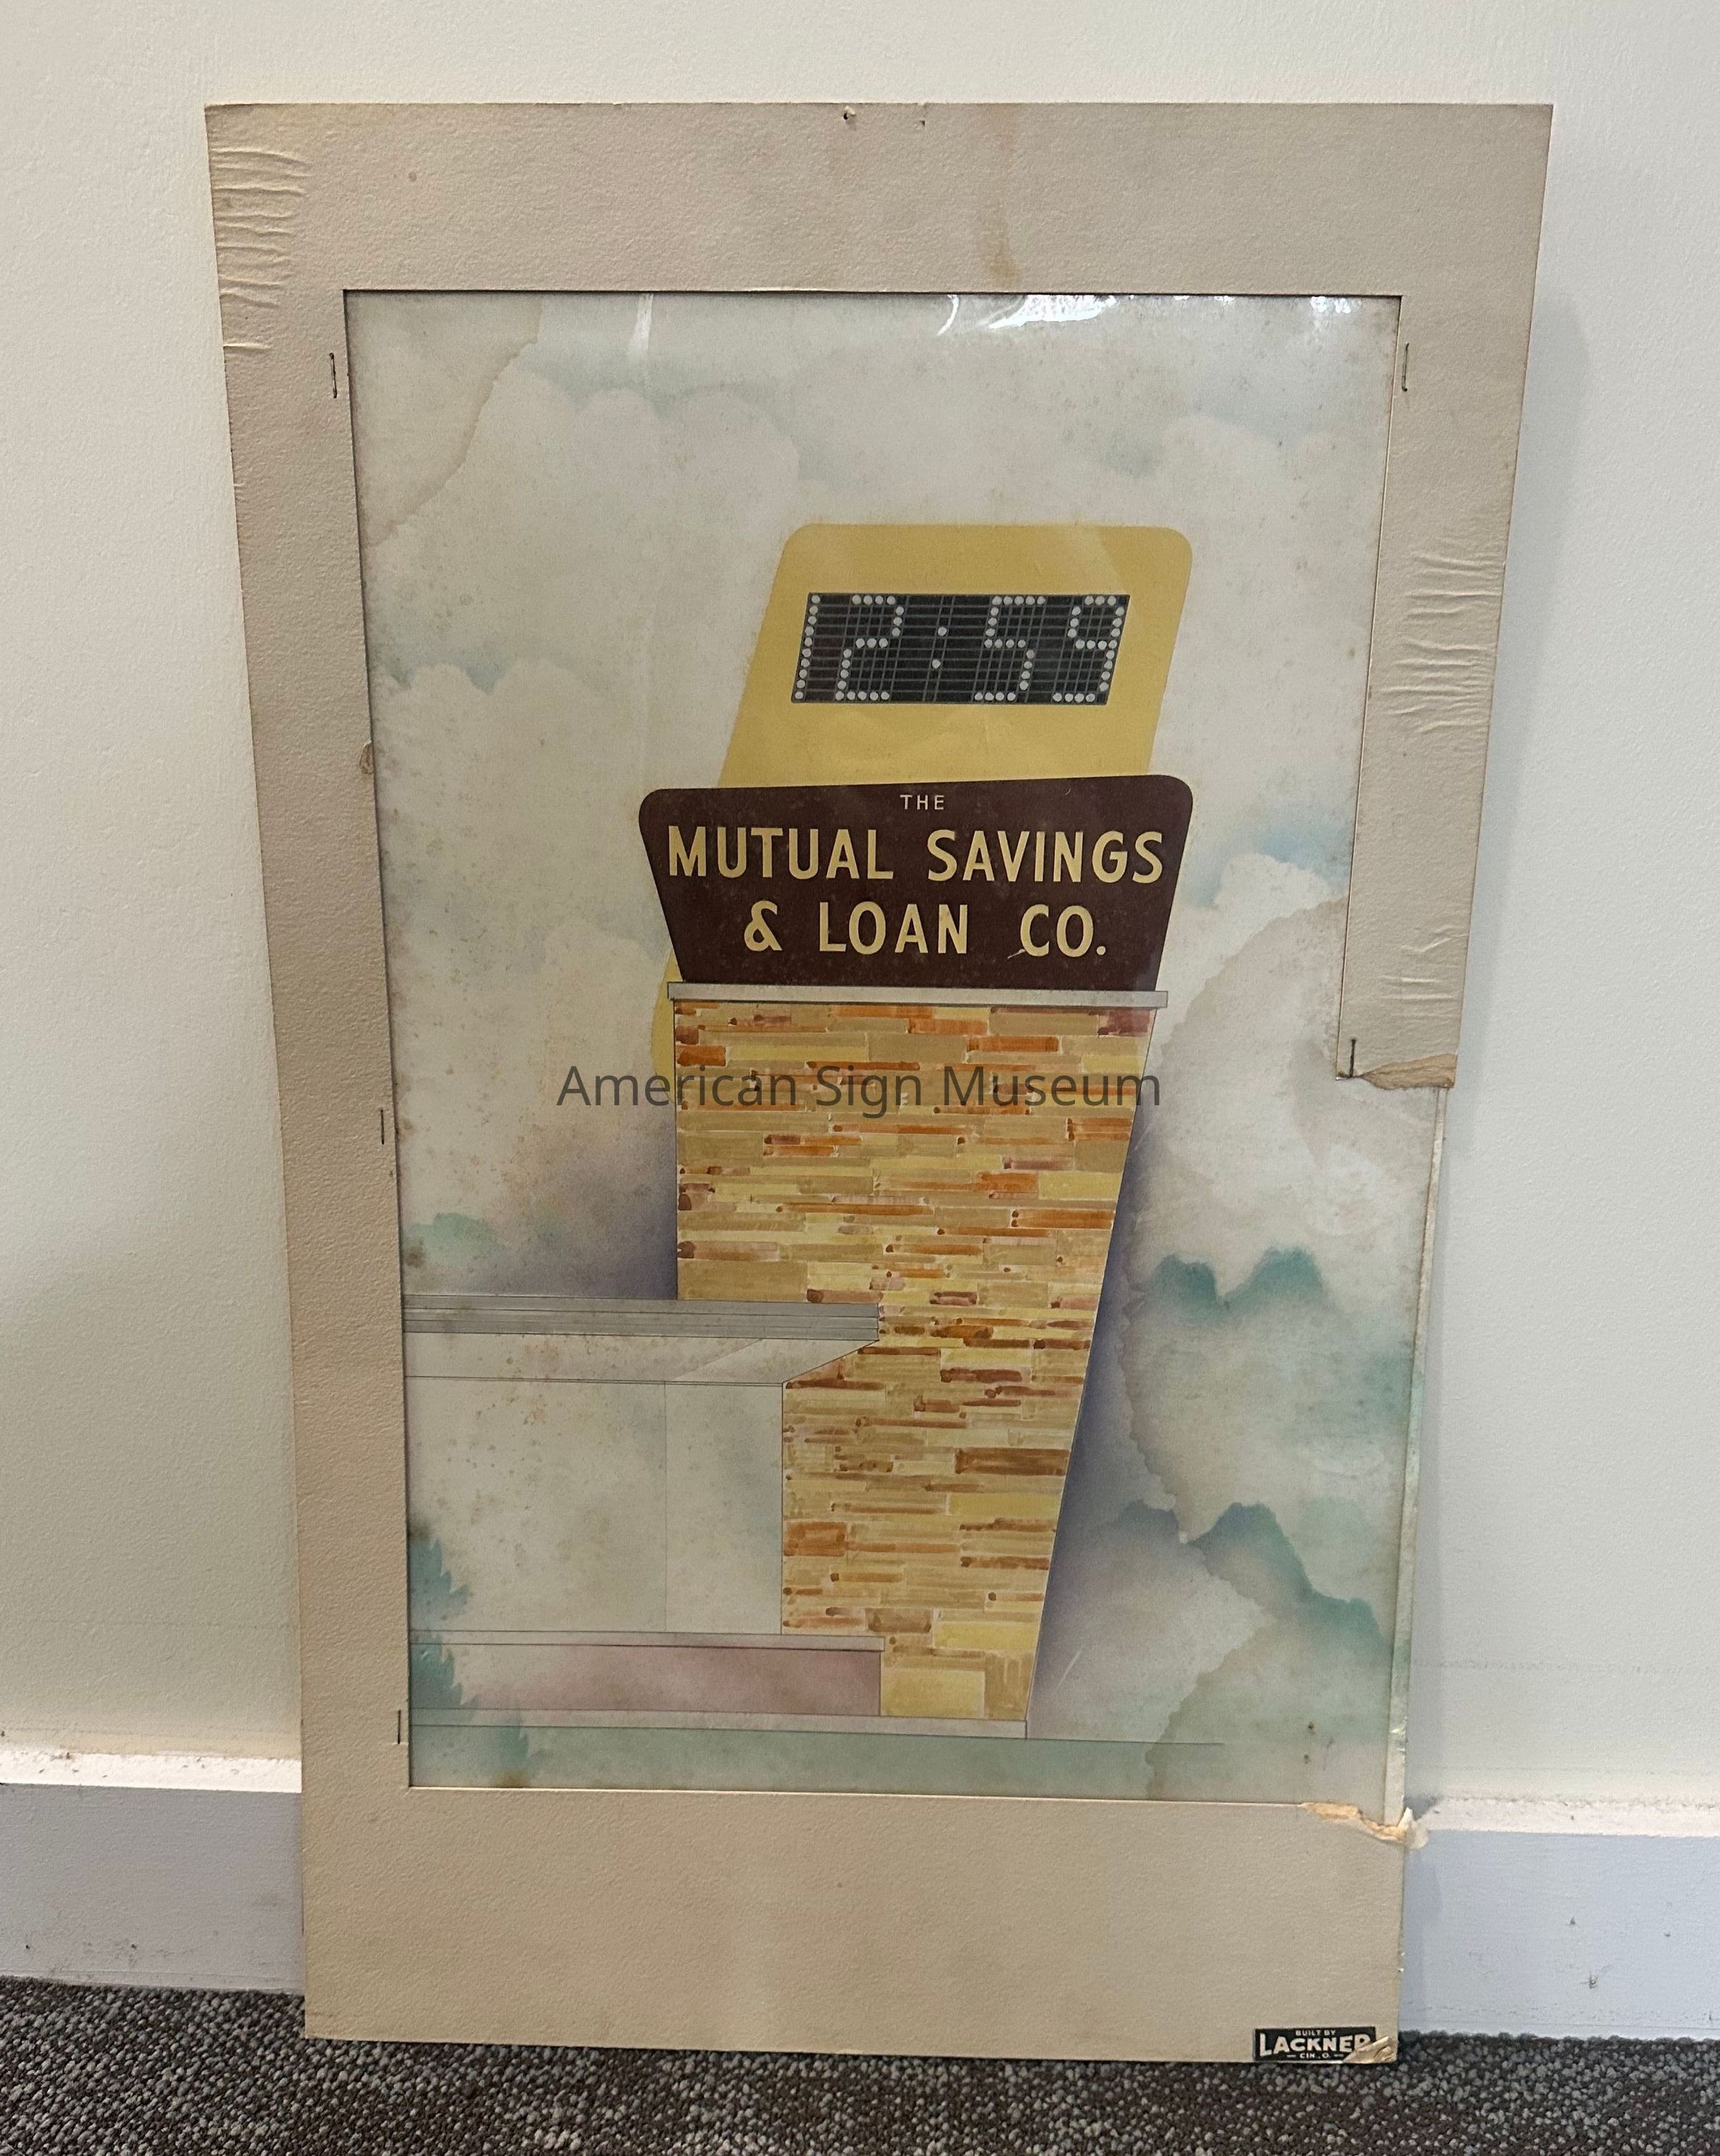 12:59
THE
MUTUAL SAVINGS
& LOAN CO.
American Sign Museum
BUILT BY
LACKNER
CIN., O.